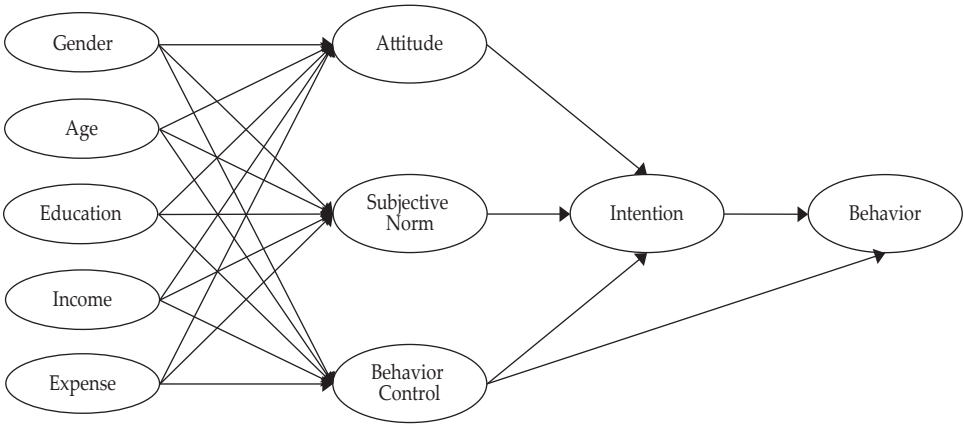 Gender
Age
Education
Income
Expense
Attitude
Subjective
Norm
Behavior
Control
Intention
Behavior